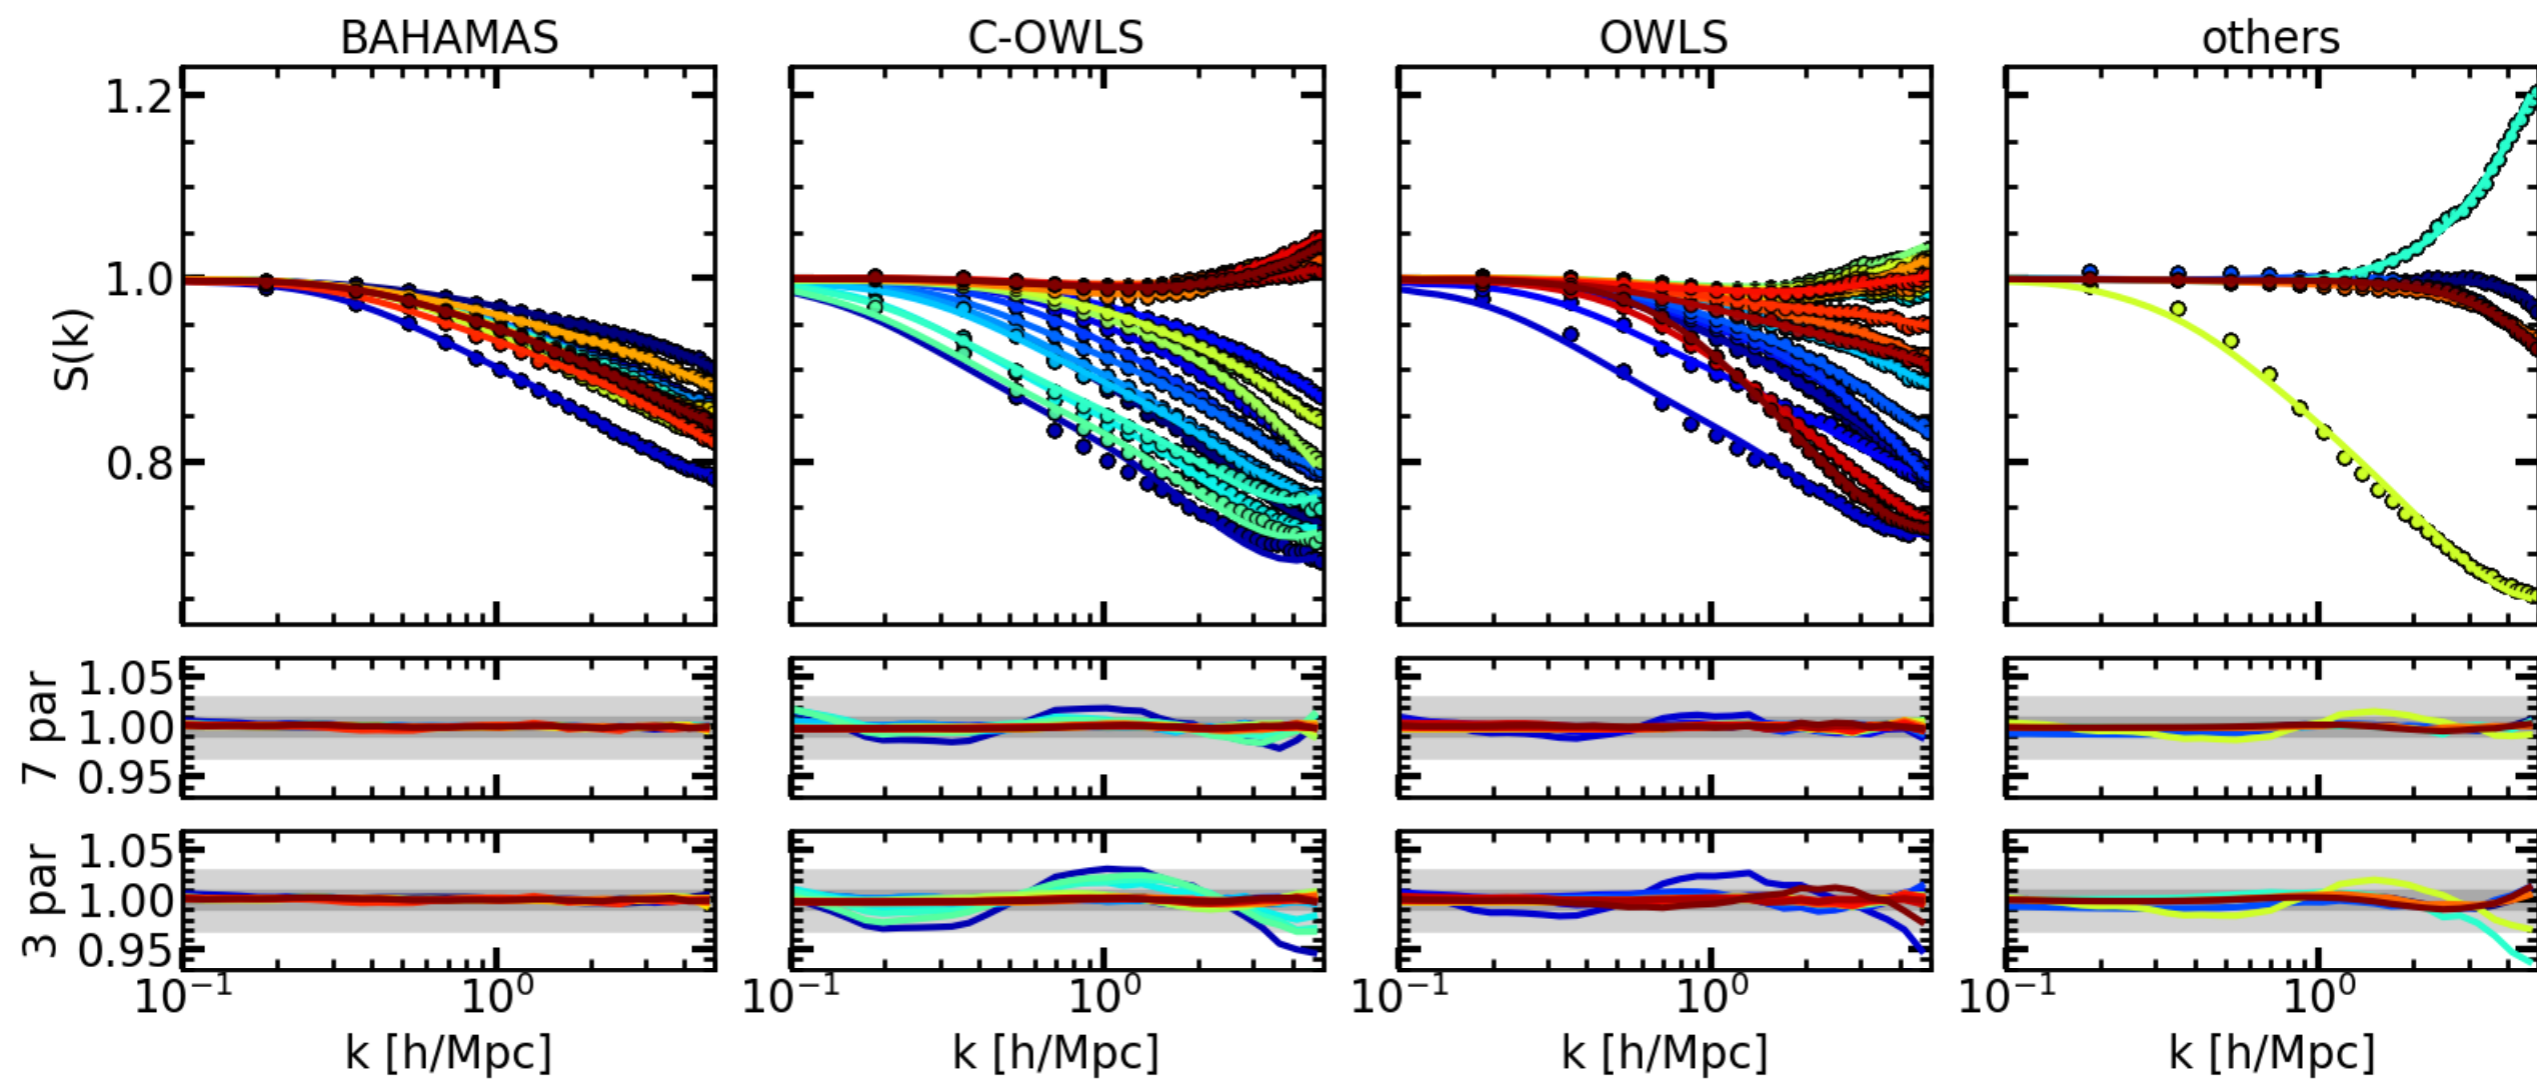 BAHAMAS C-OWLS OWLS others
1.2
1.0
0.8
S(k)
1.05
1.00
0.95
7 par
1.05
1.00
0.95
3 par
10⁻¹ 10⁰ 10⁻¹ 10⁰ 10⁻¹ 10⁰ 10⁻¹ 10⁰
k [h/Mpc] k [h/Mpc] k [h/Mpc] k [h/Mpc]